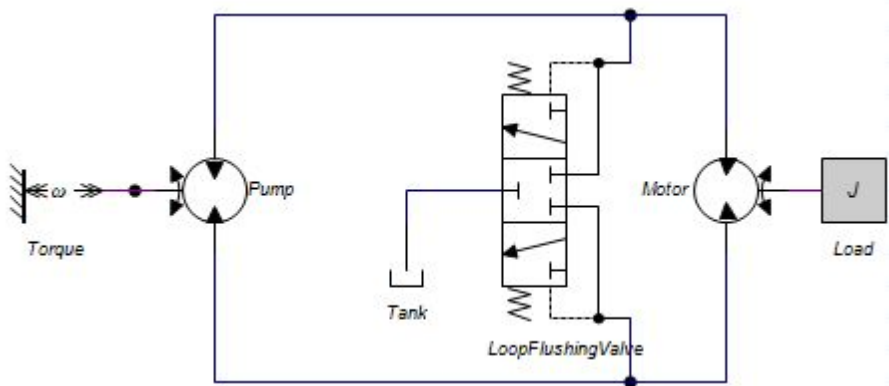 ω
Pump
Motor
J
Torque
Load
Tank
LoopFlushingValve